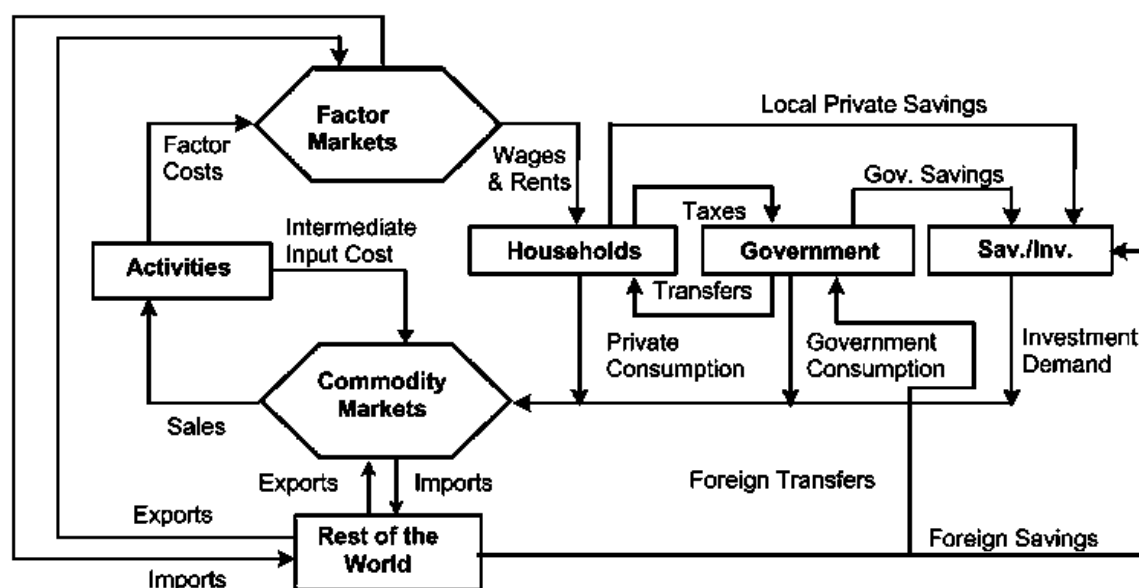 Factor
Markets
Local Private Savings
Factor
Costs
Wages
& Rents
Gov. Savings
Taxes
Intermediate
Input Cost
Activities
Households
Government
Sav./Inv.
Transfers
Private
Consumption
Government
Consumption
Investment
Demand
Commodity
Markets
Sales
Exports
Imports
Foreign Transfers
Exports
Rest of the
World
Foreign Savings
Imports